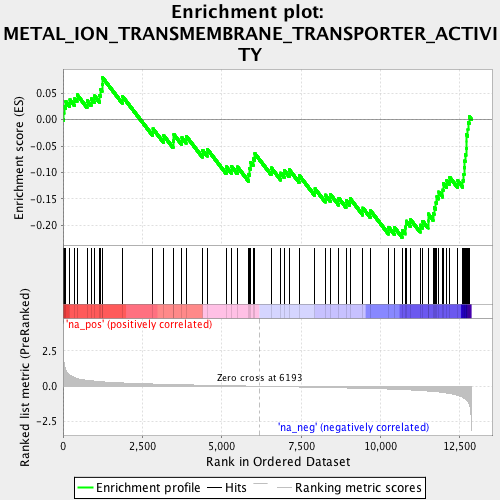 Enrichment plot:
METAL_ION_TRANSMEMBRANE_TRANSPORTER_ACTIVI
TY
Enrichment score (ES)
0.05
0.00
-0.05
-0.10
-0.15
-0.20
'na_pos' (positively correlated)
Ranked list metric (PreRanked)
2.5
0.0
-2.5
Zero cross at 6193
'na_neg' (negatively correlated)
0
2,500
5,000
7,500
10,000
12,500
Rank in Ordered Dataset
Enrichment profile
Hits
Ranking metric scores